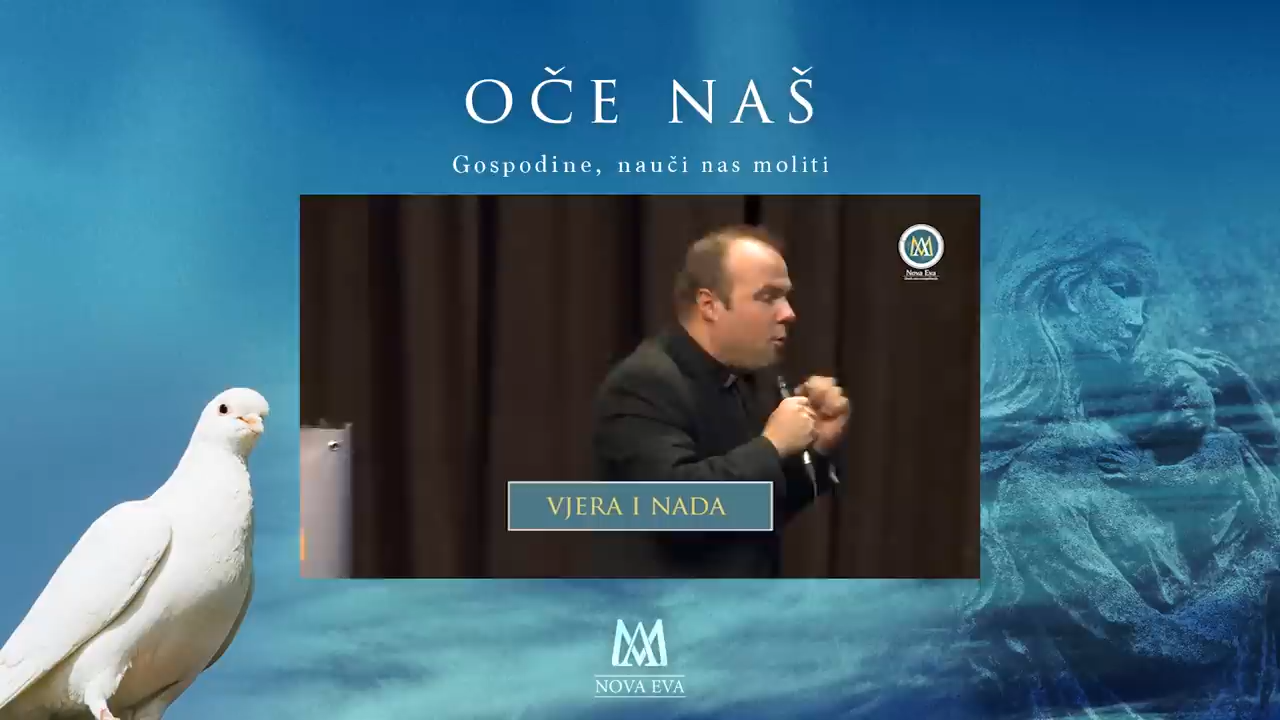 OČE NAŠ
Gospodine, nauči nas moliti
Nova Eva
VJERA I NADA
NOVA EVA